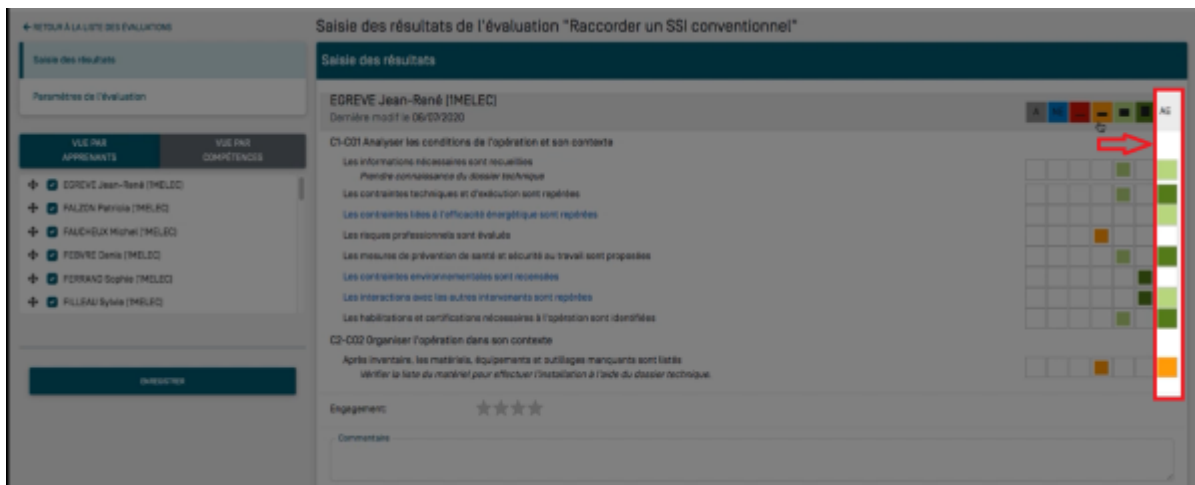 ← RETOUR À LA LISTE DES ÉVALUATIONS
Saisie des résultats de l'évaluation "Raccorder un SSI conventionnel"
Saisie des résultats
Paramètres de l'évaluation
VUE PAR APPRENANTS
VUE PAR COMPÉTENCES
EGREVE Jean-René (1MELEC)
FALZON Patricia (1MELEC)
FAUCHEUX Michel (1MELEC)
FEBVRE Denis (1MELEC)
FERRAND Sophie (1MELEC)
FILLEAU Sylvie (1MELEC)
ENREGISTRER
Saisie des résultats
EGREVE Jean-René (1MELEC)
Dernière modif le 06/07/2020
A
AE
C1-C01 Analyser les conditions de l'opération et son contexte
Les informations nécessaires sont recueillies
Prendre connaissance du dossier technique
Les contraintes techniques et d'exécution sont repérées
Les contraintes liées à l'efficacité énergétique sont repérées
Les risques professionnels sont évalués
Les mesures de prévention de santé et sécurité au travail sont proposées
Les contraintes environnementales sont recensées
Les interactions avec les autres intervenants sont repérées
Les habilitations et certifications nécessaires à l'opération sont identifiées
C2-C02 Organiser l'opération dans son contexte
Après inventaire, les matériels, équipements et outillages manquants sont listés
Vérifier la liste du matériel pour effectuer l'installation à l'aide du dossier technique.
Engagement:
Commentaire